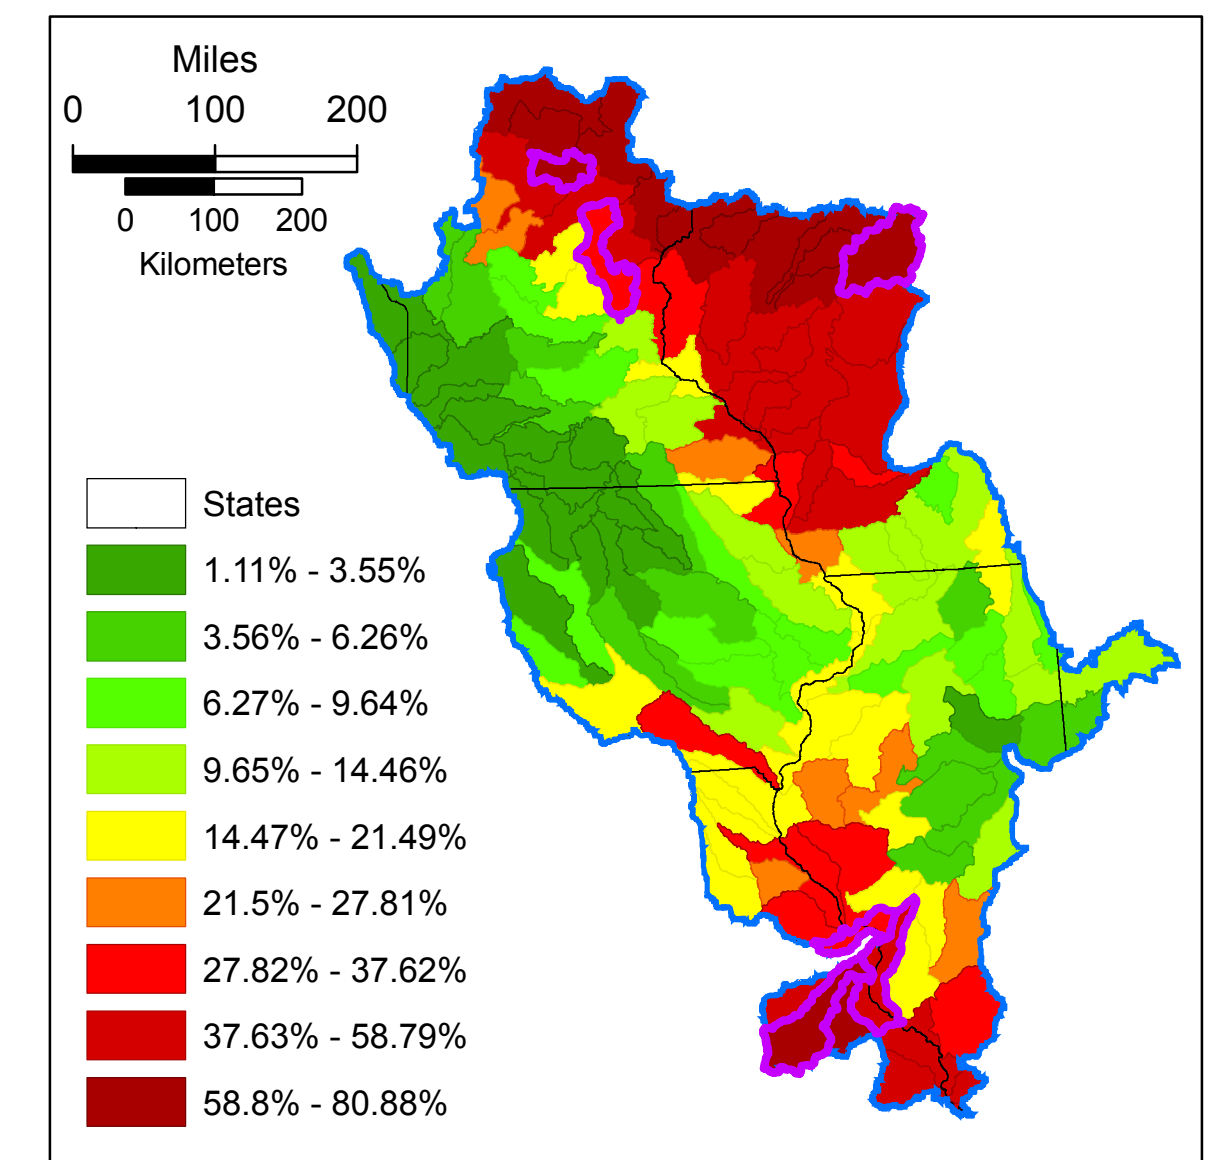 Miles
0 100 200
0 100 200
Kilometers
States
1.11% - 3.55%
3.56% - 6.26%
6.27% - 9.64%
9.65% - 14.46%
14.47% - 21.49%
21.5% - 27.81%
27.82% - 37.62%
37.63% - 58.79%
58.8% - 80.88%